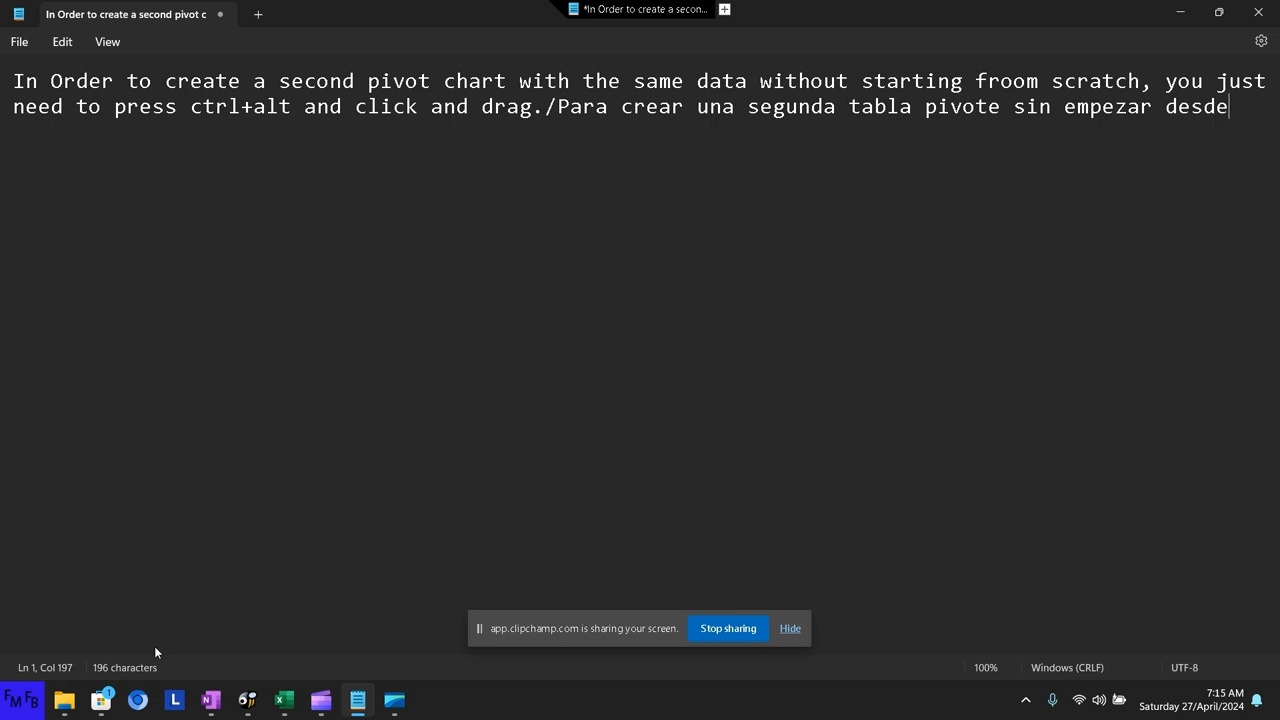 In Order to create a second pivot c
*In Order to create a secon...
File Edit View
In Order to create a second pivot chart with the same data without starting froom scratch, you just
need to press ctrl+alt and click and drag./Para crear una segunda tabla pivote sin empezar desde
app.clipchamp.com is sharing your screen. Stop sharing Hide
Ln 1, Col 197 196 characters 100% Windows (CRLF) UTF-8
FM FB 1 L N 7:15 AM
Saturday 27/April/2024